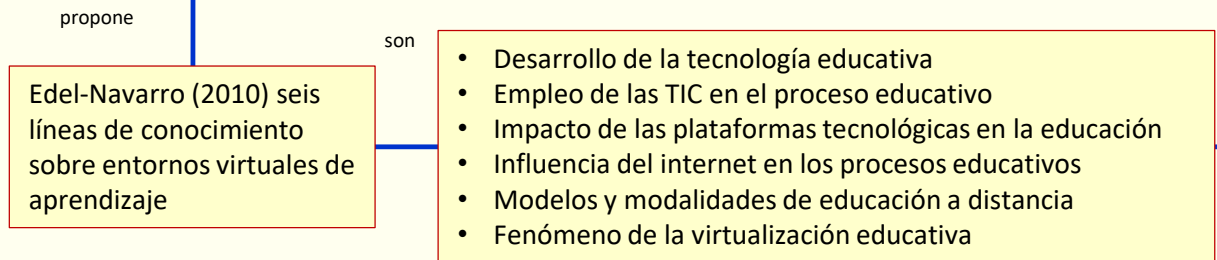 propone
son
Edel-Navarro (2010) seis
líneas de conocimiento
sobre entornos virtuales de
aprendizaje
• Desarrollo de la tecnología educativa
• Empleo de las TIC en el proceso educativo
• Impacto de las plataformas tecnológicas en la educación
• Influencia del internet en los procesos educativos
• Modelos y modalidades de educación a distancia
• Fenómeno de la virtualización educativa